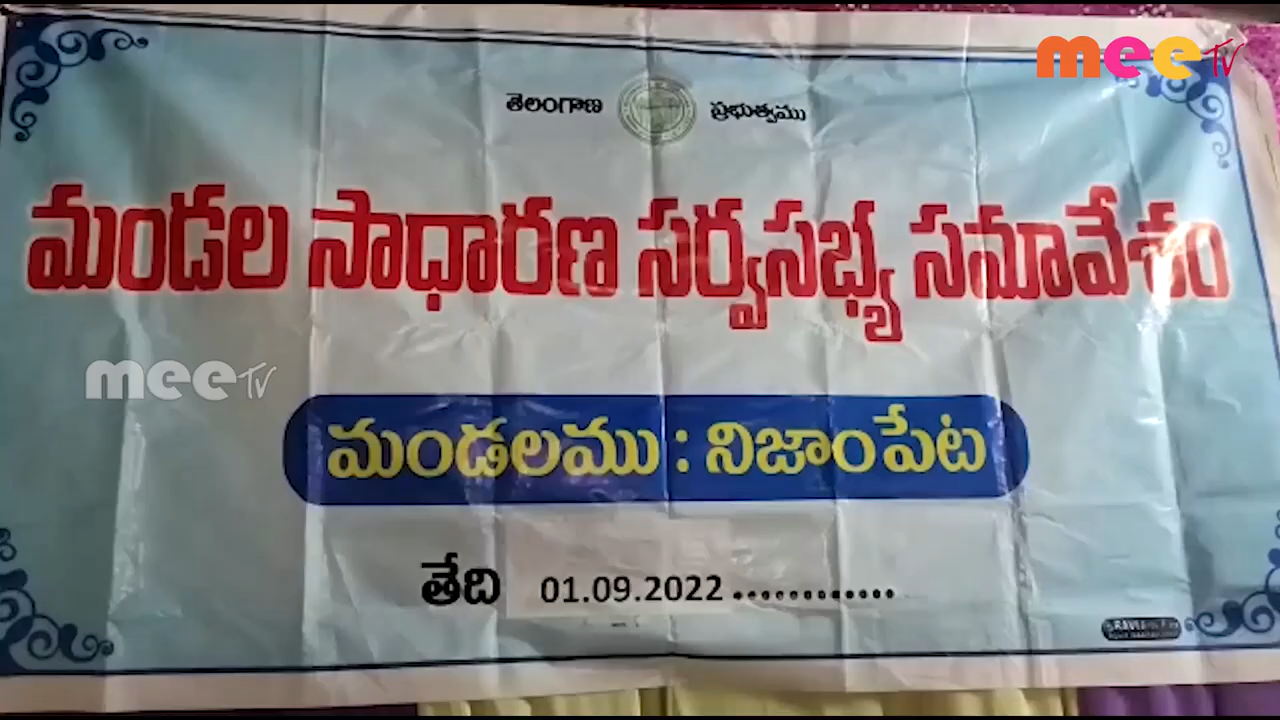 meeTV
తెలంగాణ ప్రభుత్వము
మండల సాధారణ సర్వసభ్య సమావేశం
meeTV
మండలము : నిజాంపేట
తేది 01.09.2022 ............